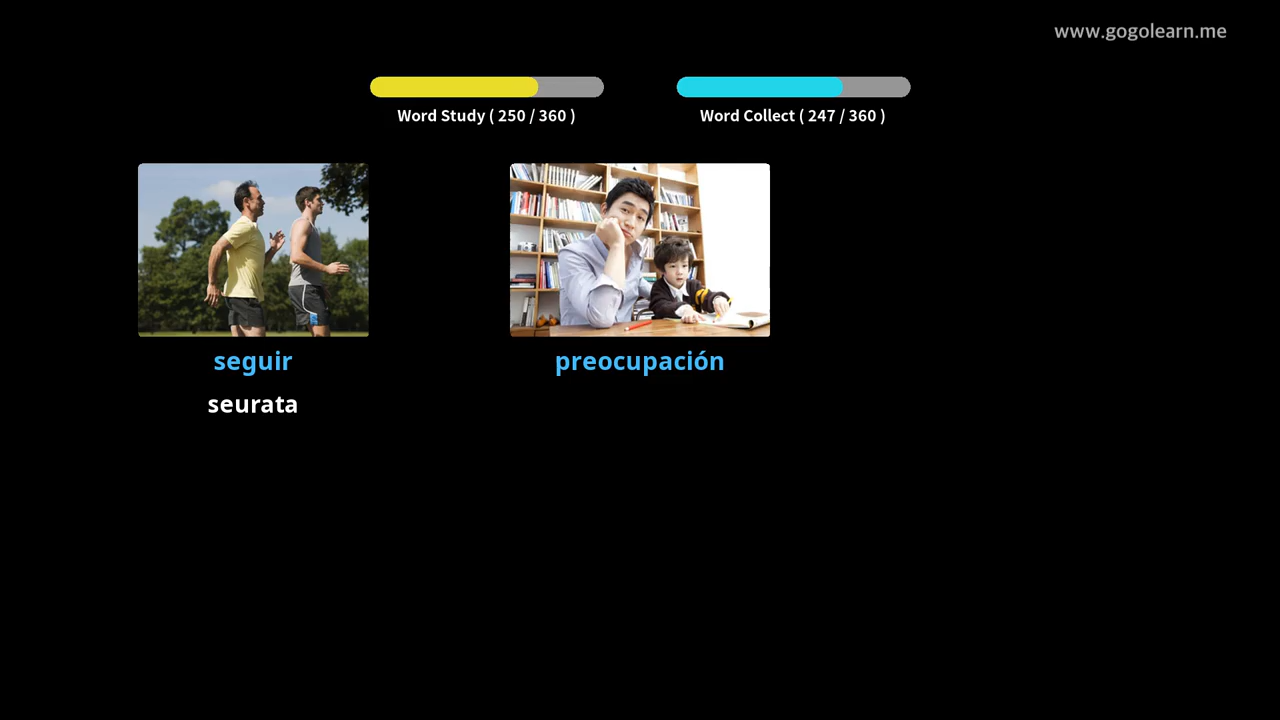 www.gogolearn.me
Word Study ( 250 / 360 )
Word Collect ( 247 / 360 )
seguir
preocupación
seurata